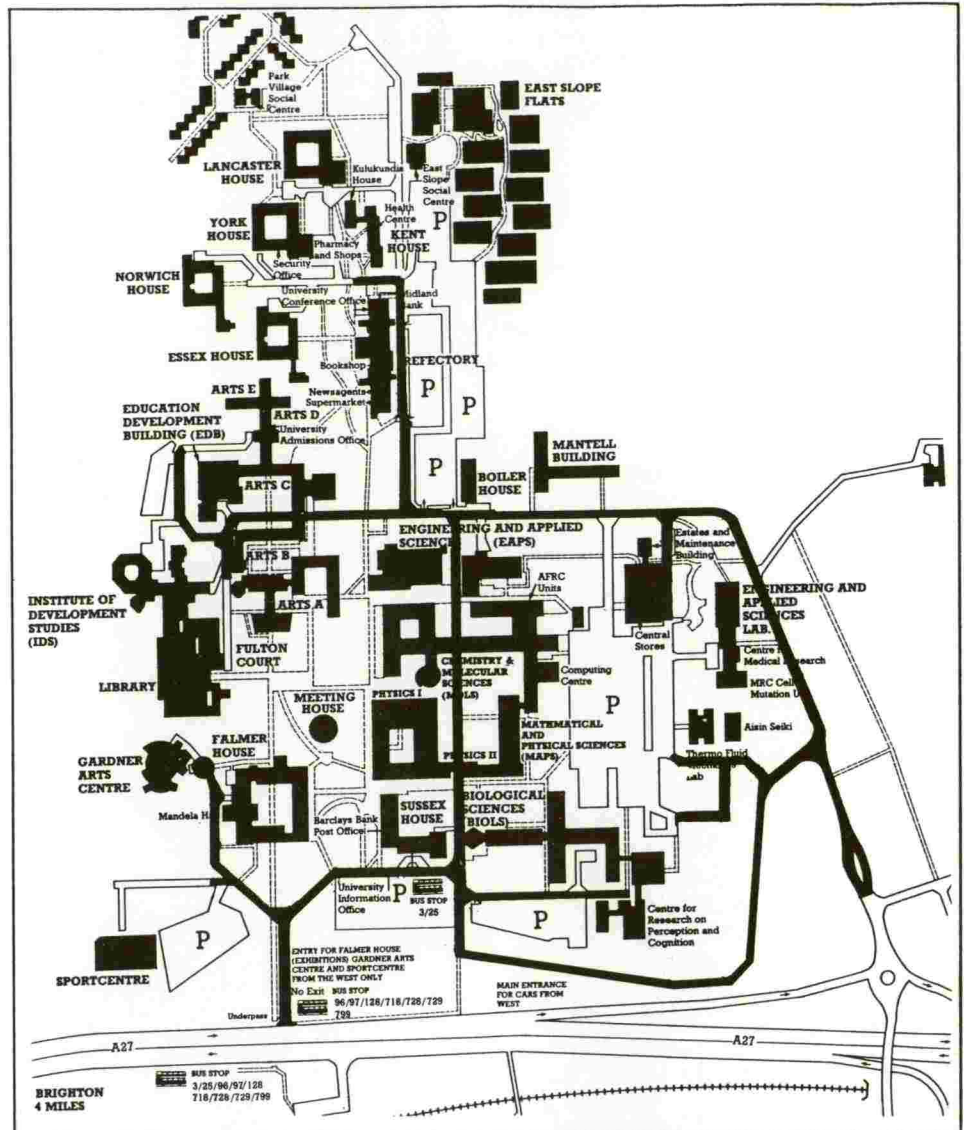 Park
Village
Social
Centre
EAST SLOPE
FLATS
LANCASTER
HOUSE
Kulukundis
House
East
Slope
Social
Centre
Health
Centre
P
KENT
HOUSE
YORK
HOUSE
Pharmacy
and Shops
Security
Office
NORWICH
HOUSE
University
Conference Office
Midland
Bank
ESSEX HOUSE
Bookshop
REFECTORY
P
P
Newsagents
Supermarket
ARTS E
EDUCATION
DEVELOPMENT
BUILDING (EDB)
ARTS D
University
Admissions Office
P
MANTELL
BUILDING
BOILER
HOUSE
ARTS C
ENGINEERING AND APPLIED
SCIENCES (EAPS)
Estates and
Maintenance
Building
ARTS B
AFRC
Units
INSTITUTE OF
DEVELOPMENT
STUDIES
(IDS)
ARTS A
ENGINEERING AND
APPLIED
SCIENCES
LAB.
FULTON
COURT
Central
Stores
Centre
Medical Research
CHEMISTRY &
MOLECULAR
SCIENCES
(MOLS)
Computing
Centre
MRC Cell
Mutation
LIBRARY
PHYSICS I
MEETING
HOUSE
P
Aisin Seiki
MATHEMATICAL
AND
PHYSICAL SCIENCES
(MAPS)
FALMER
HOUSE
PHYSICS II
Thermo Fluid
Lab
GARDNER
ARTS
CENTRE
Mandela
SUSSEX
HOUSE
BIOLOGICAL
SCIENCES
(BIOLS)
Barclays Bank
Post Office
University
Information
Office
P
BUS STOP
3/25
P
Centre for
Research on
Perception and
Cognition
P
SPORTCENTRE
ENTRY FOR FALMER HOUSE
(EXHIBITIONS) GARDNER ARTS
CENTRE AND SPORTCENTRE
FROM THE WEST ONLY
No Exit
BUS STOP
96/97/128/718/728/729
799
MAIN ENTRANCE
FOR CARS FROM
WEST
Underpass
A27
A27
BUS STOP
3/25/96/97/128
718/728/729/799
BRIGHTON
4 MILES